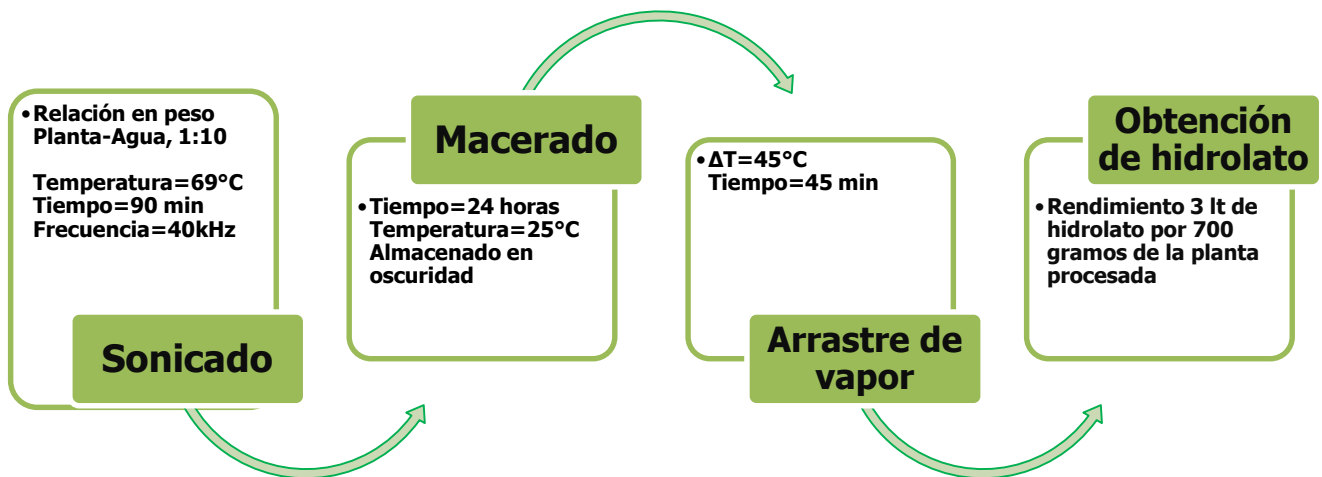 •Relación en peso
Planta-Agua, 1:10
Temperatura=69°C
Tiempo=90 min
Frecuencia=40kHz
Sonicado
Macerado
•Tiempo=24 horas
Temperatura=25°C
Almacenado en
oscuridad
•ΔT=45°C
Tiempo=45 min
Arrastre de
vapor
Obtención
de hidrolato
•Rendimiento 3 lt de
hidrolato por 700
gramos de la planta
procesada